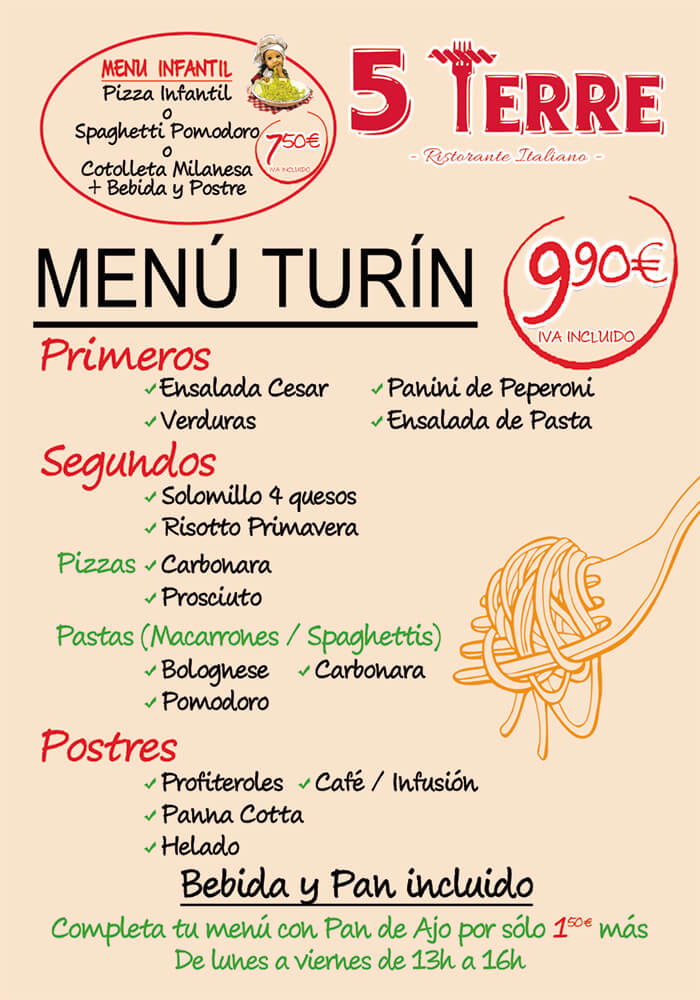 MENU INFANTIL
Pizza Infantil
o
Spaghetti Pomodoro
o
Cotolleta Milanesa
+ Bebida y Postre
7,50€
IVA INCLUIDO
5 TERRE
- Ristorante Italiano -
MENÚ TURÍN
9,90€
IVA INCLUIDO
Primeros
Ensalada Cesar
Panini de Peperoni
Verduras
Ensalada de Pasta
Segundos
Solomillo 4 quesos
Risotto Primavera
Pizzas Carbonara
Prosciuto
Pastas (Macarrones / Spaghettis)
Bolognese Carbonara
Pomodoro
Postres
Profiteroles Café / Infusión
Panna Cotta
Helado
Bebida y Pan incluido
Completa tu menú con Pan de Ajo por sólo 1,50€ más
De lunes a viernes de 13h a 16h